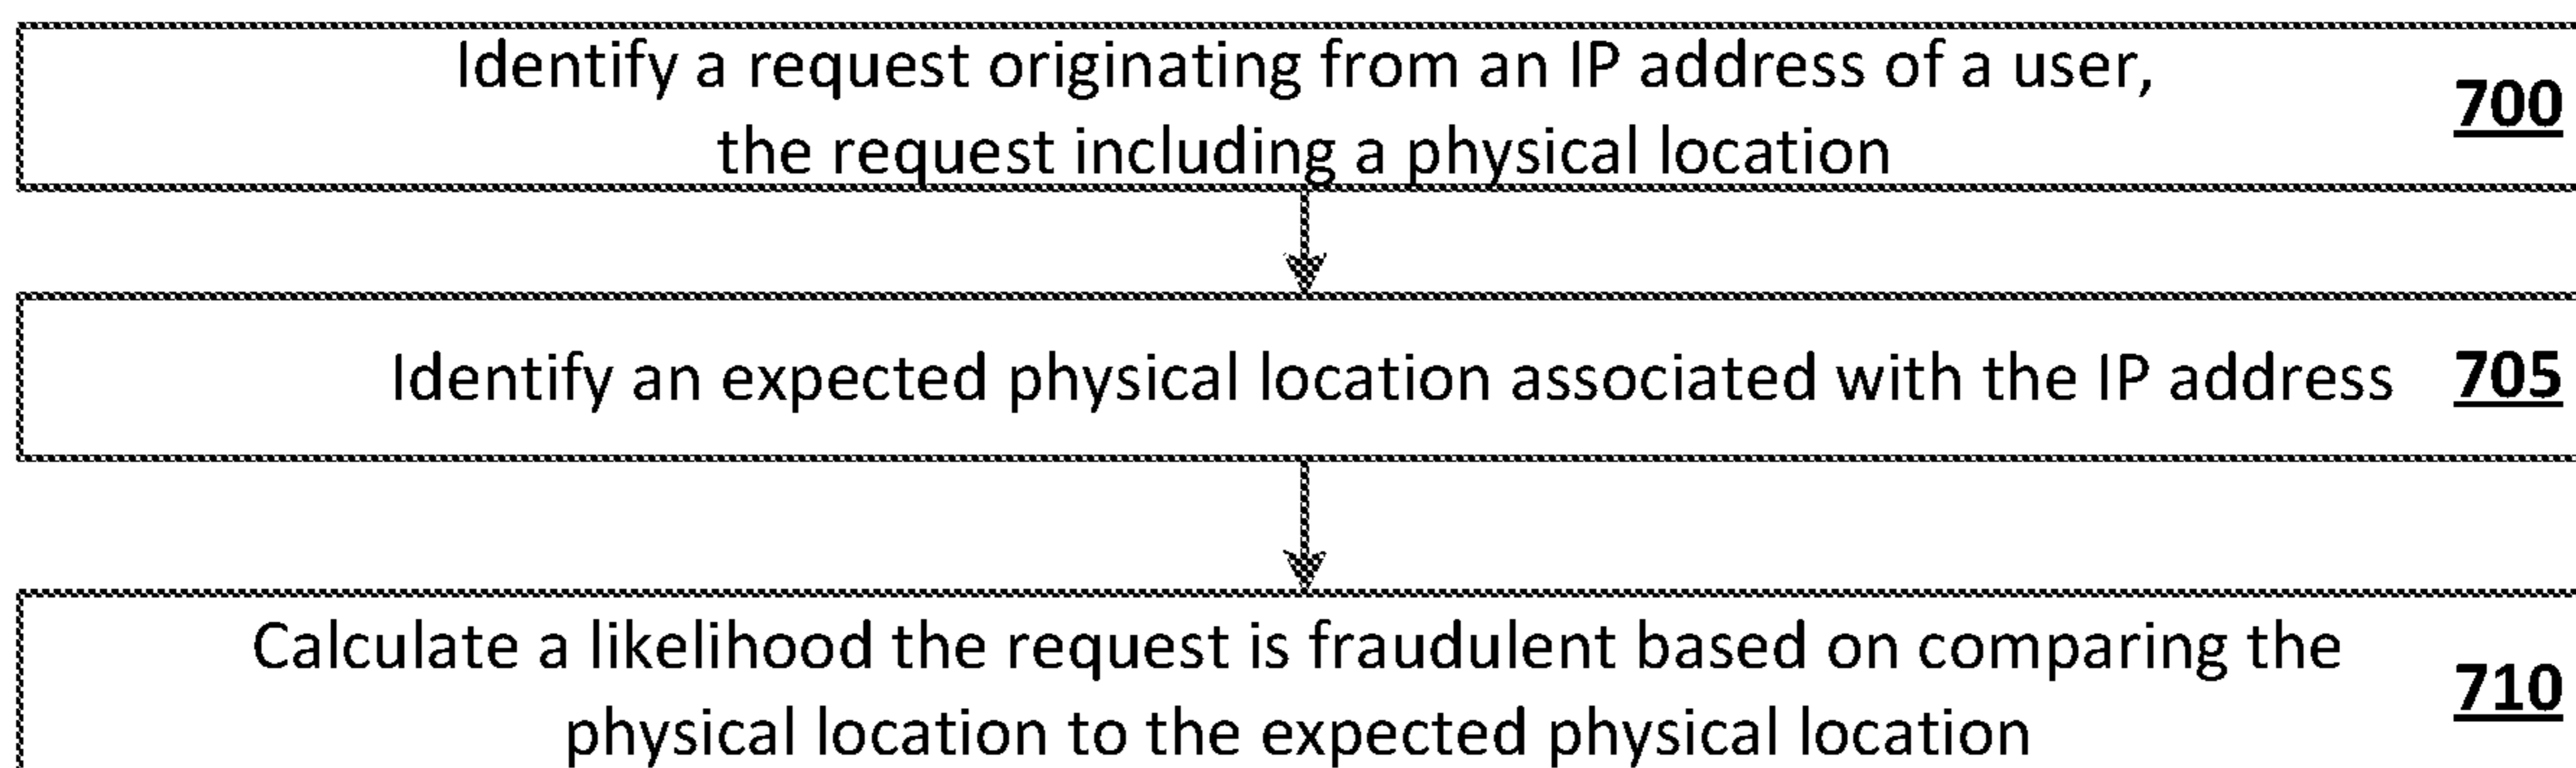 Identify a request originating from an IP address of a user,
the request including a physical location
700
Identify an expected physical location associated with the IP address 705
Calculate a likelihood the request is fraudulent based on comparing the
physical location to the expected physical location
710